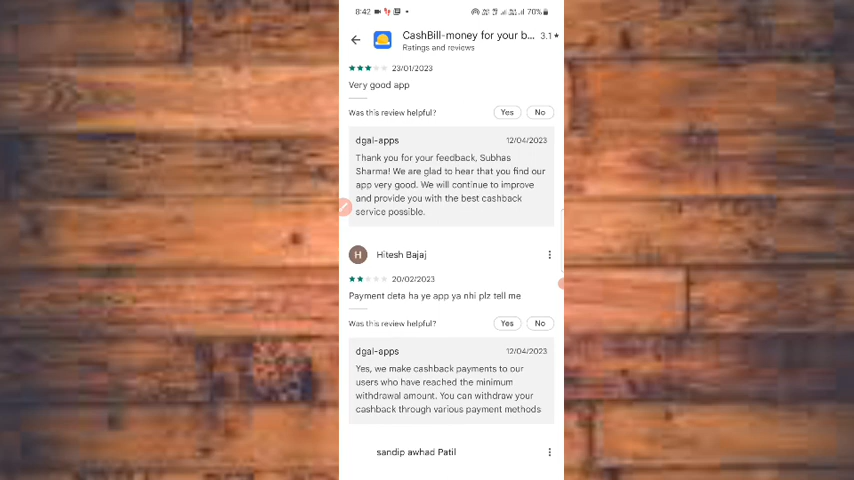 8:42 70%
CashBill-money for your b... 3.1★
Ratings and reviews
23/01/2023
Very good app
Was this review helpful? Yes No
dgal-apps 12/04/2023
Thank you for your feedback, Subhas
Sharma! We are glad to hear that you find our
app very good. We will continue to improve
and provide you with the best cashback
service possible.
H Hitesh Bajaj
20/02/2023
Payment deta ha ye app ya nhi plz tell me
Was this review helpful? Yes No
dgal-apps 12/04/2023
Yes, we make cashback payments to our
users who have reached the minimum
withdrawal amount. You can withdraw your
cashback through various payment methods
sandip awhad Patil